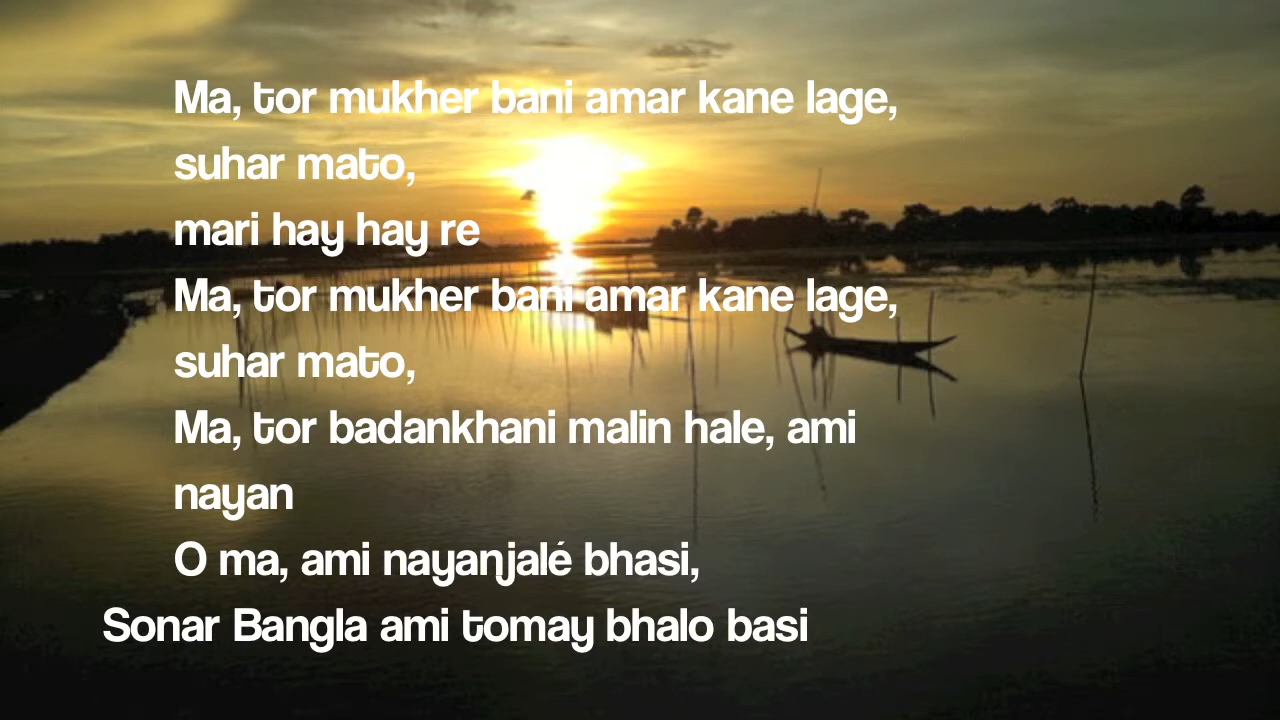 Ma, tor mukher bani amar kane lage,
suhar mato,
mari hay hay re
Ma, tor mukher bani amar kane lage,
suhar mato,
Ma, tor badankhani malin hale, ami
nayan
O ma, ami nayanjalé bhasi,
Sonar Bangla ami tomay bhalo basi